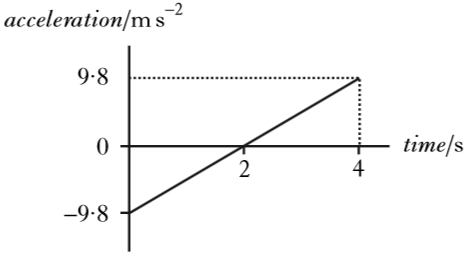 acceleration/m s⁻²
9·8
0
time/s
2
4
–9·8